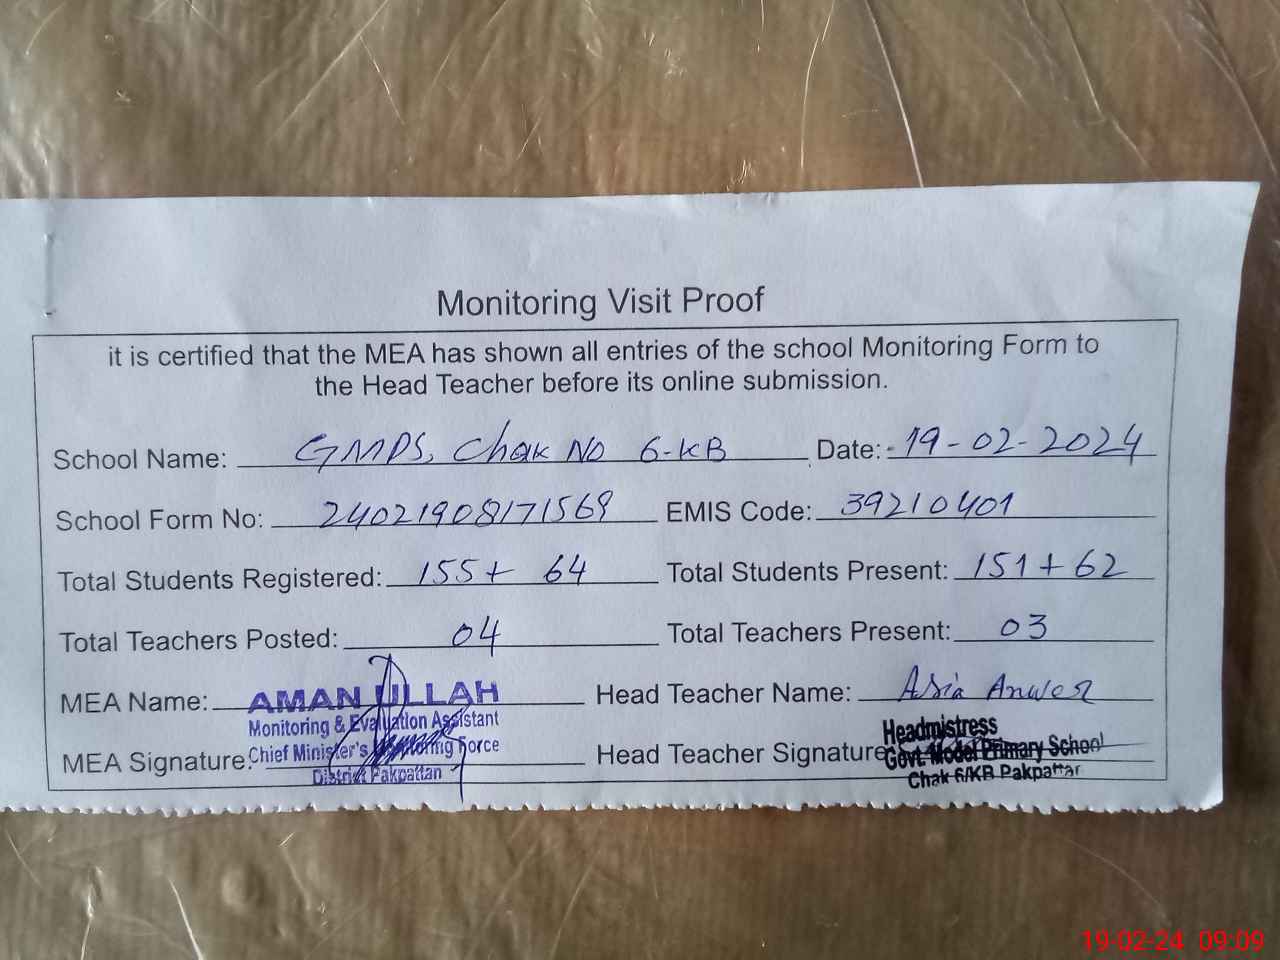 Monitoring Visit Proof
it is certified that the MEA has shown all entries of the school Monitoring Form to
the Head Teacher before its online submission.
School Name: GMPS, Chak No 6-KB Date: 19-02-2024
School Form No: 24021908171569 EMIS Code: 39210401
Total Students Registered: 155+ 64 Total Students Present: 151+62
Total Teachers Posted: 04 Total Teachers Present: 03
MEA Name: AMAN ULLAH Head Teacher Name: Asia Anwer
Monitoring & Evaluation Assistant
Chief Minister's Monitoring Force
District Pakpattan
MEA Signature: Head Teacher Signature
Headmistress
Govt. Model Primary School
Chak 6/KB Pakpattan
19-02-24 09:09